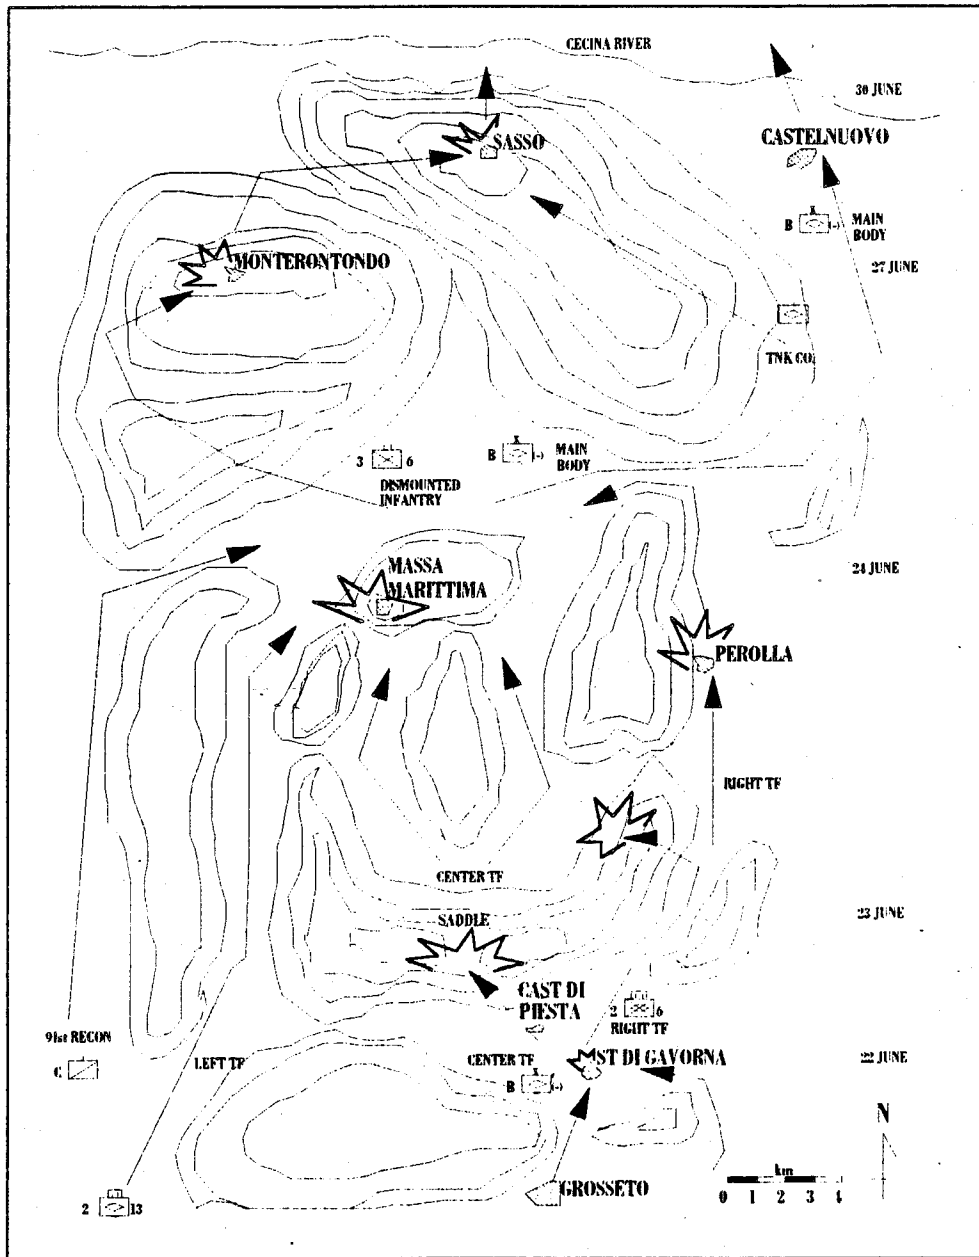 CECINA RIVER
30 JUNE
SASSO
CASTELNUOVO
X
B (-)
MAIN
BODY
MONTERONTONDO
27 JUNE
TNK CO
3 6
DISMOUNTED
INFANTRY
X
B (-)
MAIN
BODY
MASSA
MARITTIMA
24 JUNE
PEROLLA
RIGHT TF
CENTER TF
SADDLE
23 JUNE
CAST DI
PIESTA
2 6
RIGHT TF
91st RECON
C
LEFT TF
CENTER TF
X
B (-)
ST DI GAVORNA
22 JUNE
N
km
0 1 2 3 4
GROSSETO
2 13